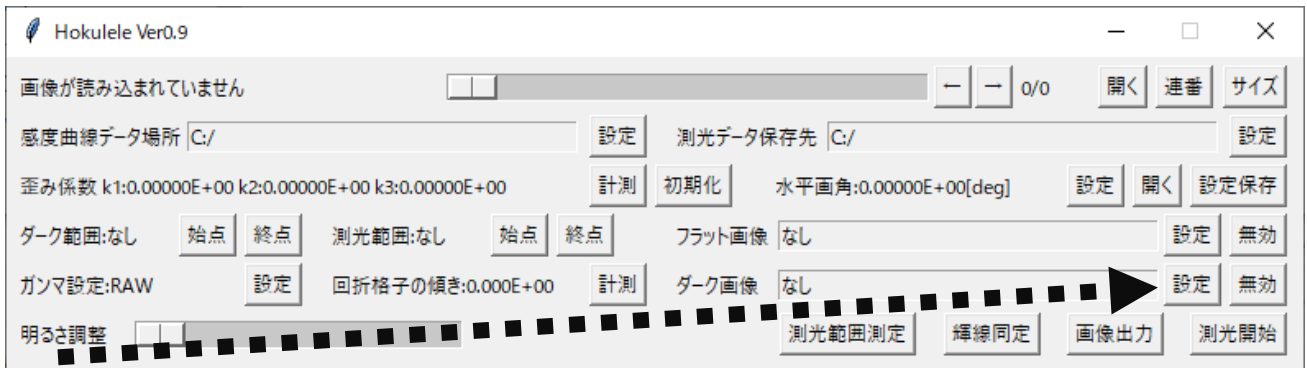 Hokulele Ver0.9
画像が読み込まれていません ← → 0/0 開く 連番 サイズ
感度曲線データ場所 C:/ 設定 測光データ保存先 C:/ 設定
歪み係数 k1:0.00000E+00 k2:0.00000E+00 k3:0.00000E+00 計測 初期化 水平画角:0.00000E+00[deg] 設定 開く 設定保存
ダーク範囲:なし 始点 終点 測光範囲:なし 始点 終点 フラット画像 なし 設定 無効
ガンマ設定:RAW 設定 回折格子の傾き:0.000E+00 計測 ダーク画像 なし 設定 無効
明るさ調整 測光範囲測定 輝線同定 画像出力 測光開始